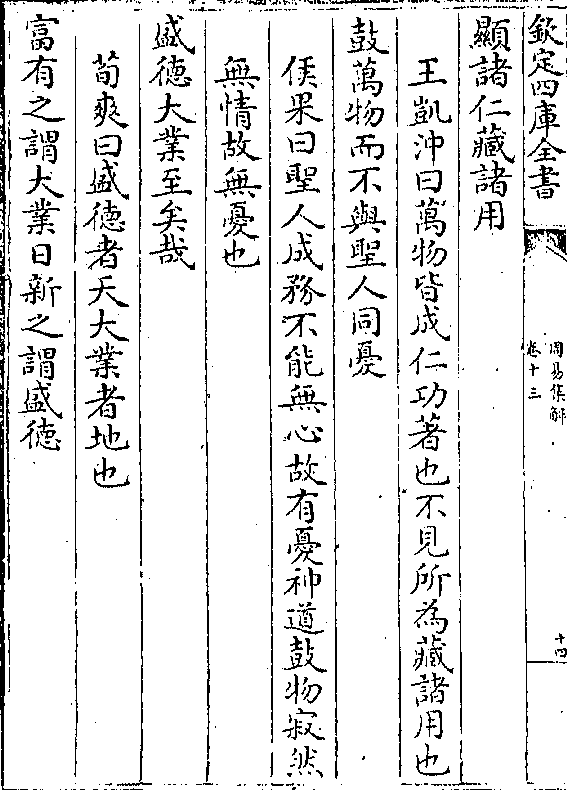 欽定四庫全書
周易集解
卷十三
十四
顯諸仁藏諸用
王凱沖曰萬物皆成仁功著也不見所為藏諸用也
鼓萬物而不與聖人同憂
侯果曰聖人成務不能無心故有憂神道鼓物寂然
無情故無憂也
盛德大業至矣哉
荀爽曰盛德者天大業者地也
富有之謂大業日新之謂盛德